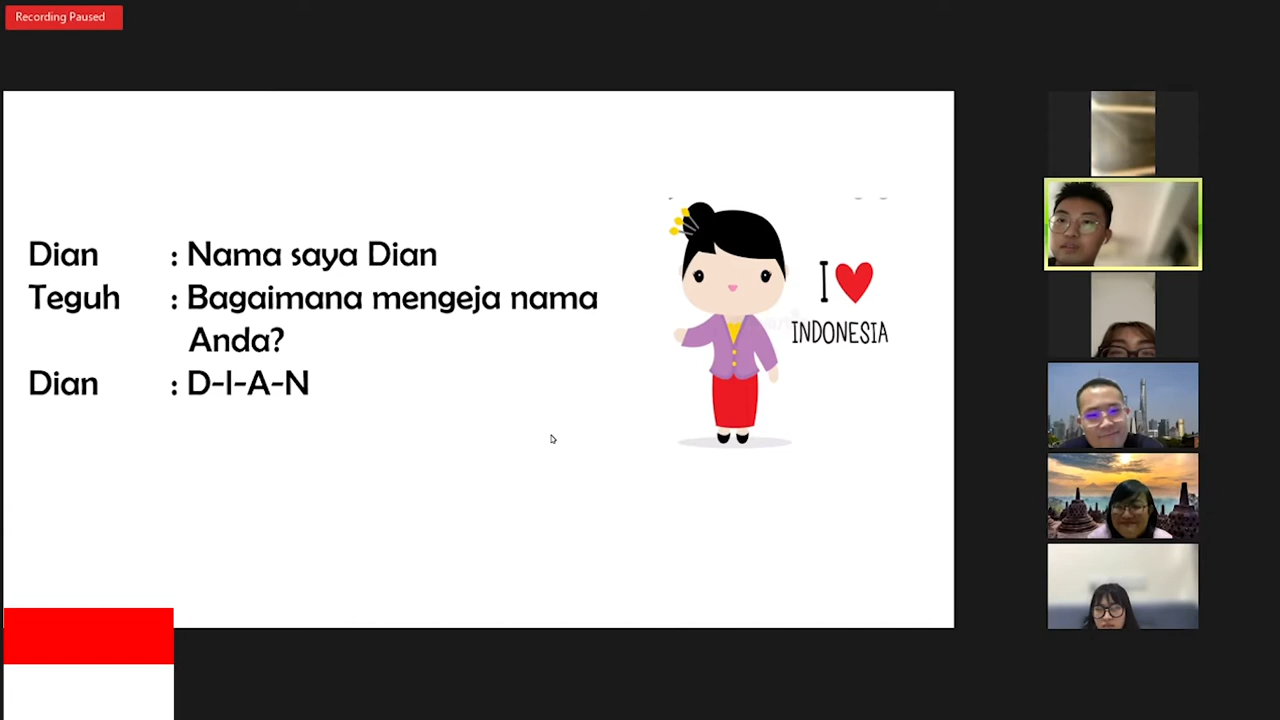 Recording Paused
Dian : Nama saya Dian
Teguh : Bagaimana mengeja nama
Anda?
Dian : D-I-A-N
I
INDONESIA